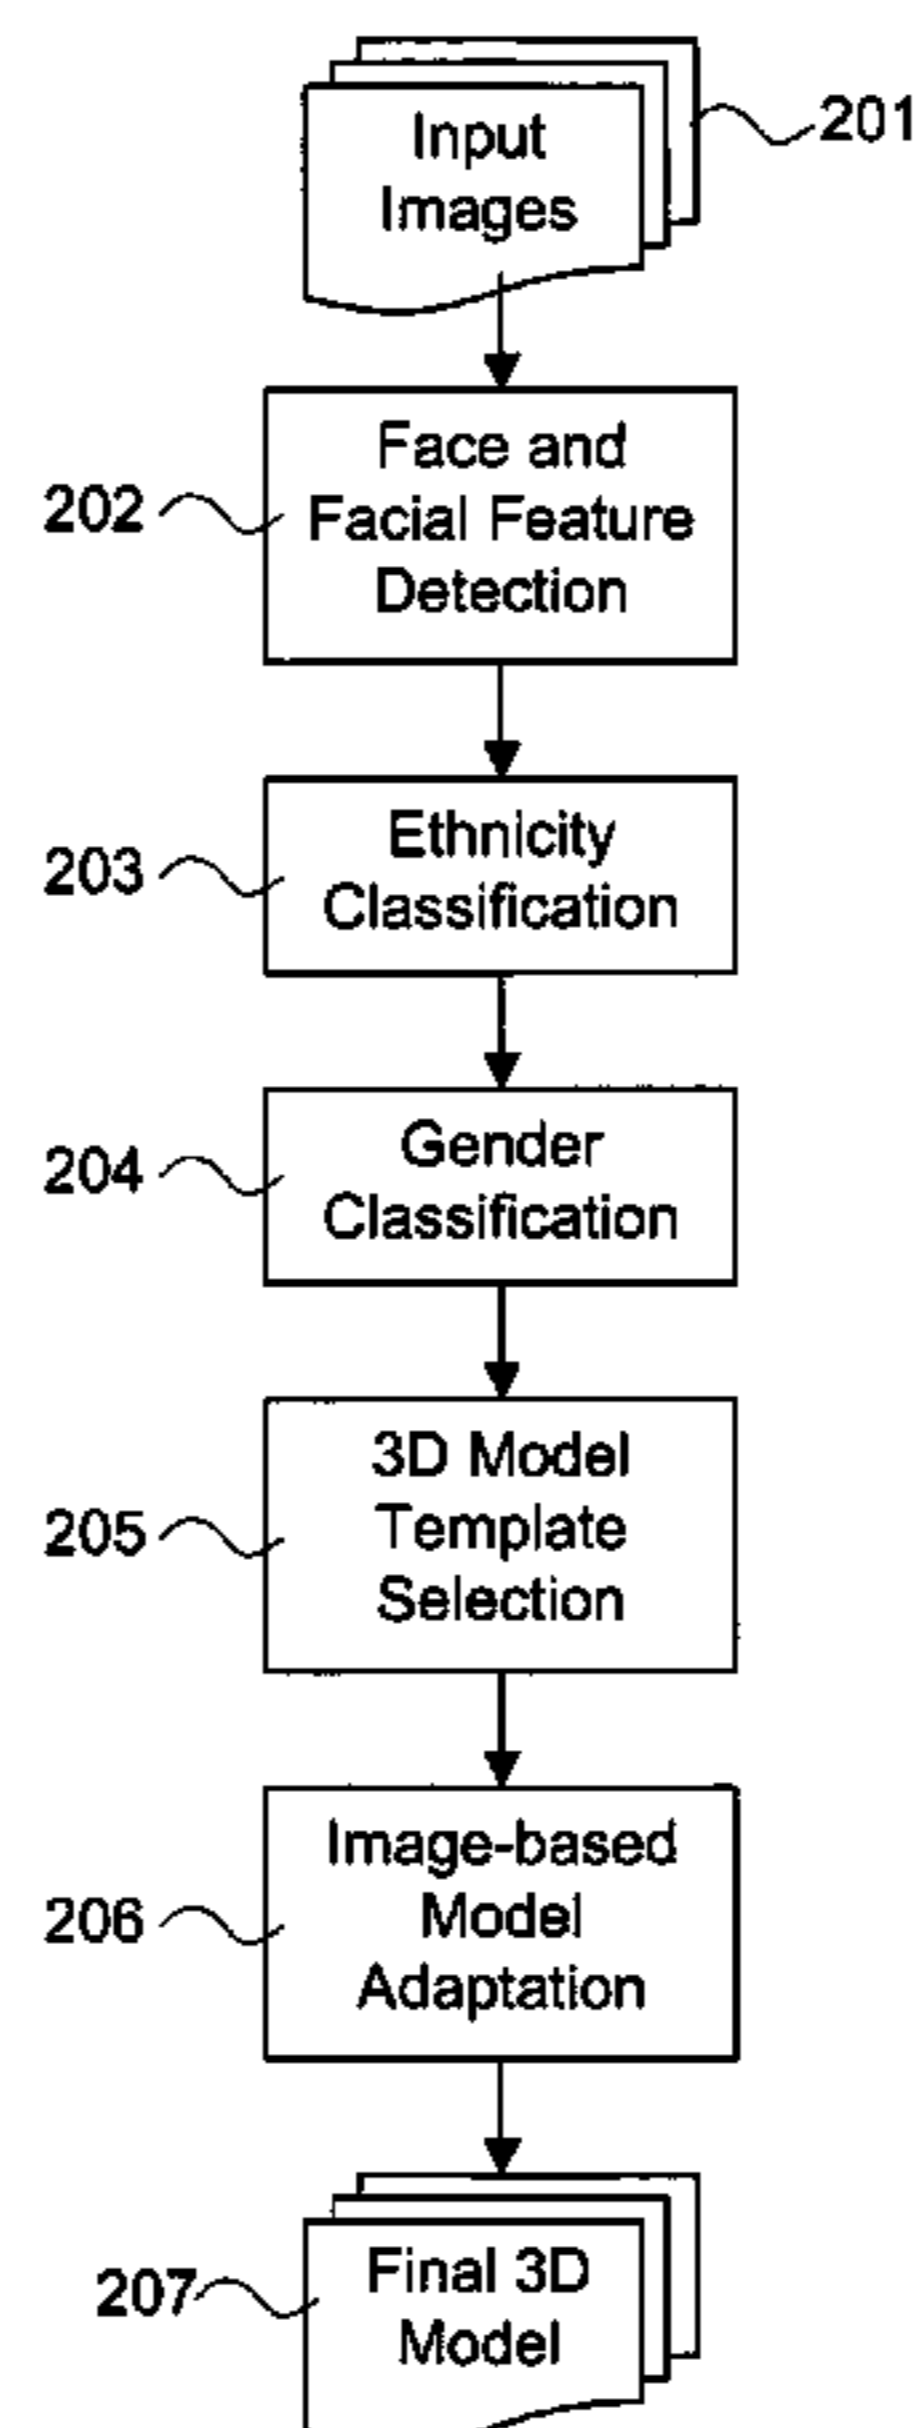 Input
Images
201
Face and
Facial Feature
Detection
202
Ethnicity
Classification
203
Gender
Classification
204
3D Model
Template
Selection
205
Image-based
Model
Adaptation
206
Final 3D
Model
207